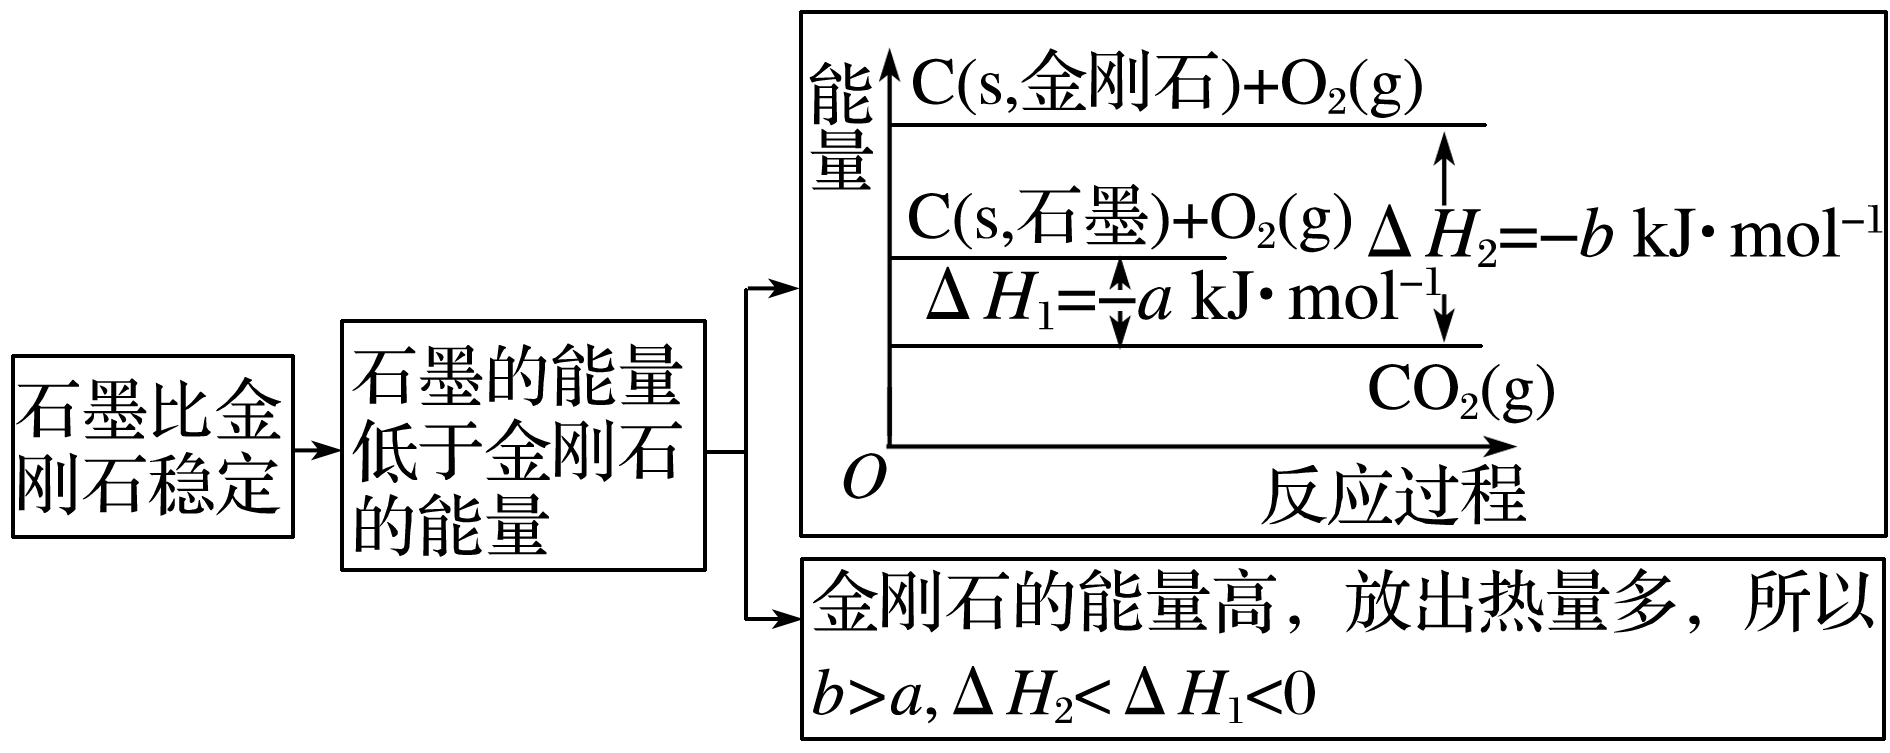 石墨比金
刚石稳定
石墨的能量
低于金刚石
的能量
能量
C(s,金刚石)+O₂(g)
C(s,石墨)+O₂(g)
ΔH₂=−b kJ·mol⁻¹
ΔH₁=−a kJ·mol⁻¹
CO₂(g)
O
反应过程
金刚石的能量高，放出热量多，所以
b>a,ΔH₂<ΔH₁<0